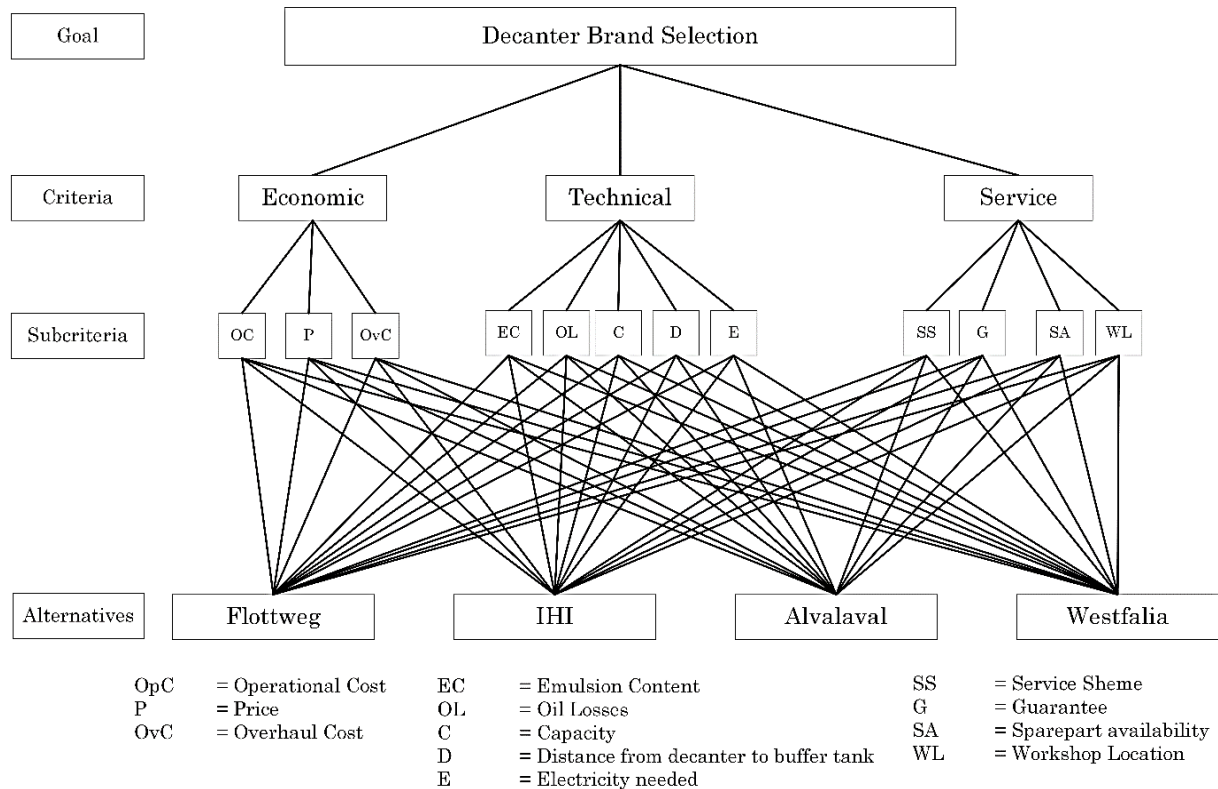 Goal
Decanter Brand Selection
Criteria
Economic
Technical
Service
Subcriteria
OC
P
OvC
EC
OL
C
D
E
SS
G
SA
WL
Alternatives
Flottweg
IHI
Alvalaval
Westfalia
OpC = Operational Cost
P = Price
OvC = Overhaul Cost
EC = Emulsion Content
OL = Oil Losses
C = Capacity
D = Distance from decanter to buffer tank
E = Electricity needed
SS = Service Sheme
G = Guarantee
SA = Sparepart availability
WL = Workshop Location